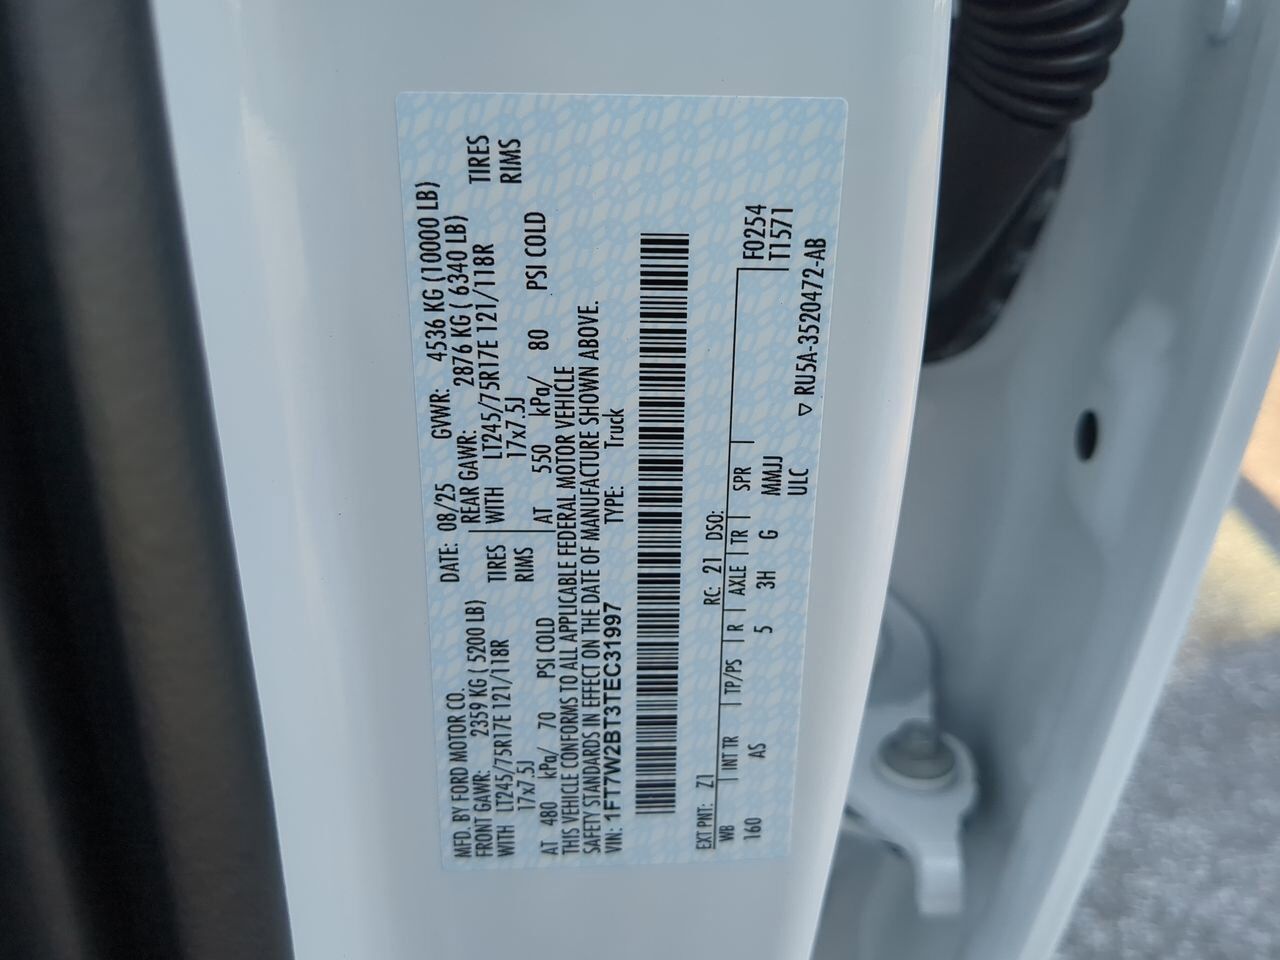 MFD. BY FORD MOTOR CO. DATE: 08/25 GVWR: 4536 KG (10000 LB)
FRONT GAWR: 2359 KG ( 5200 LB) REAR GAWR: 2876 KG ( 6340 LB)
WITH LT245/75R17E 121/118R TIRES WITH LT245/75R17E 121/118R TIRES
17x7.5J RIMS 17x7.5J RIMS
AT 480 kPa/ 70 PSI COLD AT 550 kPa/ 80 PSI COLD
THIS VEHICLE CONFORMS TO ALL APPLICABLE FEDERAL MOTOR VEHICLE
SAFETY STANDARDS IN EFFECT ON THE DATE OF MANUFACTURE SHOWN ABOVE.
VIN: 1FT7W2BT3TEC31997 TYPE: Truck
EXT PNT: Z1 RC: 21 DSO:
WB INT TR TP/PS R AXLE TR SPR F0254
160 AS 5 3H G MMJJ T1571
ULC
▽ RU5A-3520472-AB